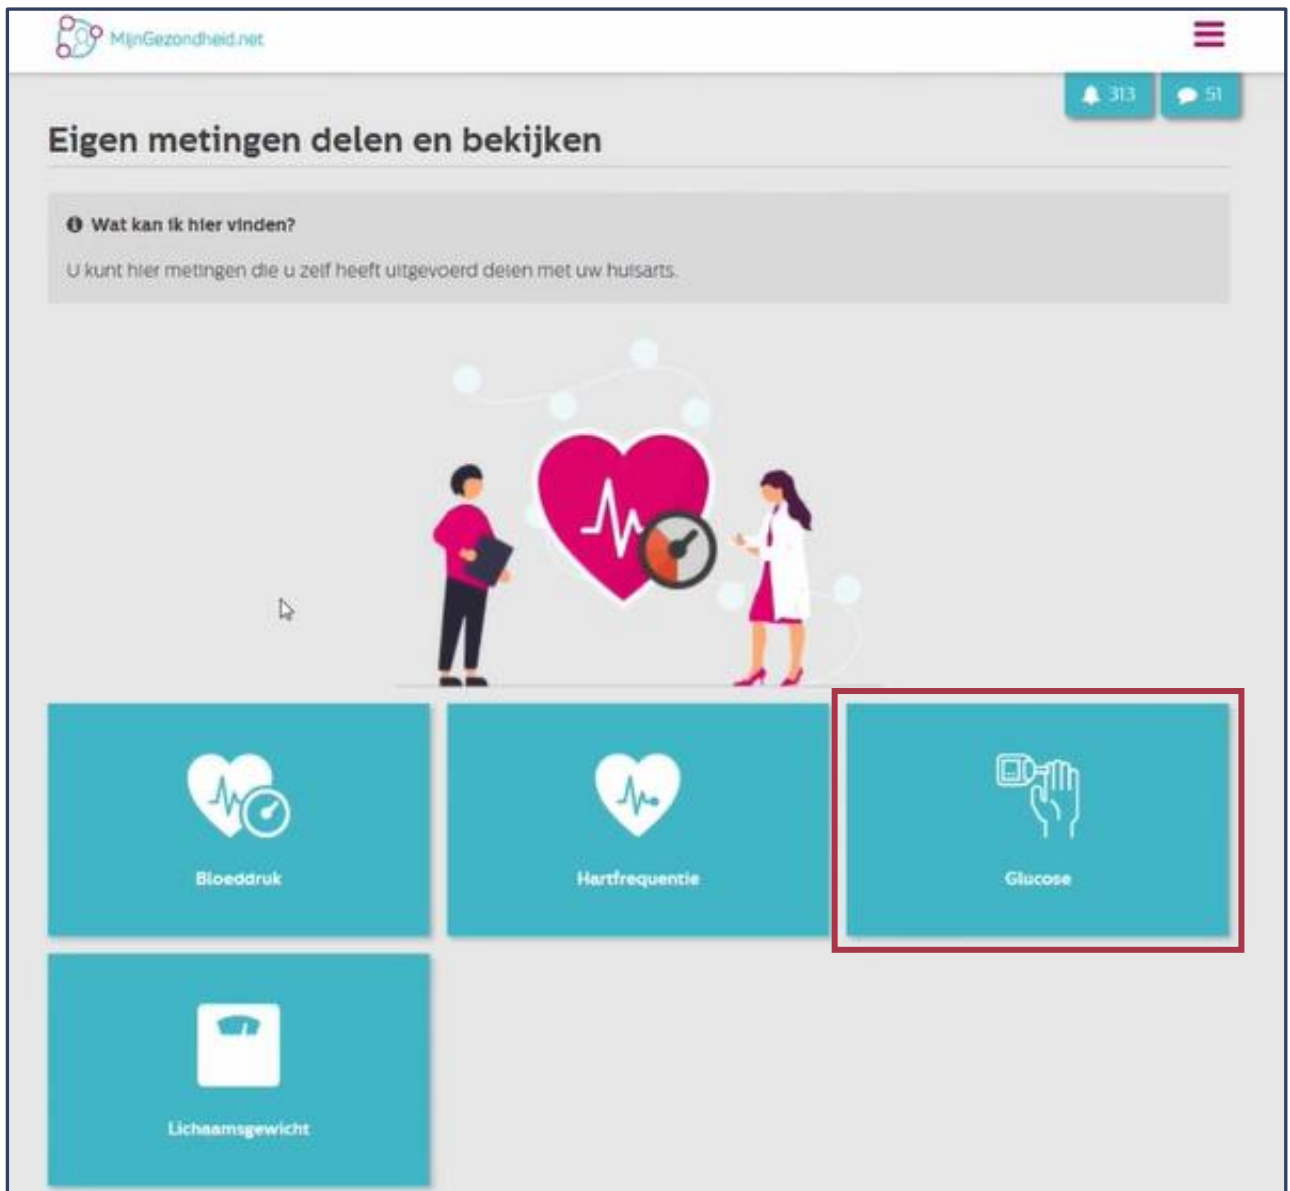 MijnGezondheid.net
313 51
Eigen metingen delen en bekijken
Wat kan ik hier vinden?
U kunt hier metingen die u zelf heeft uitgevoerd delen met uw huisarts.
Bloeddruk
Hartfrequentie
Glucose
Lichaamsgewicht